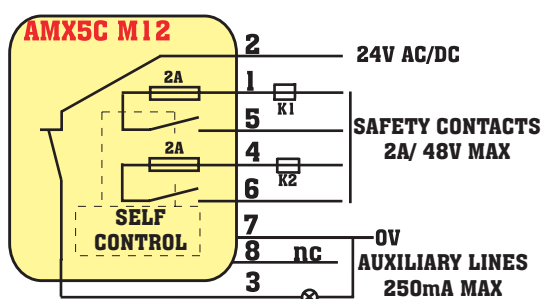 AMX5C M12
2
24V AC/DC
2A
1
K1
5
SAFETY CONTACTS
2A/ 48V MAX
2A
4
K2
6
SELF
CONTROL
7
0V
8
nc
AUXILIARY LINES
250mA MAX
3